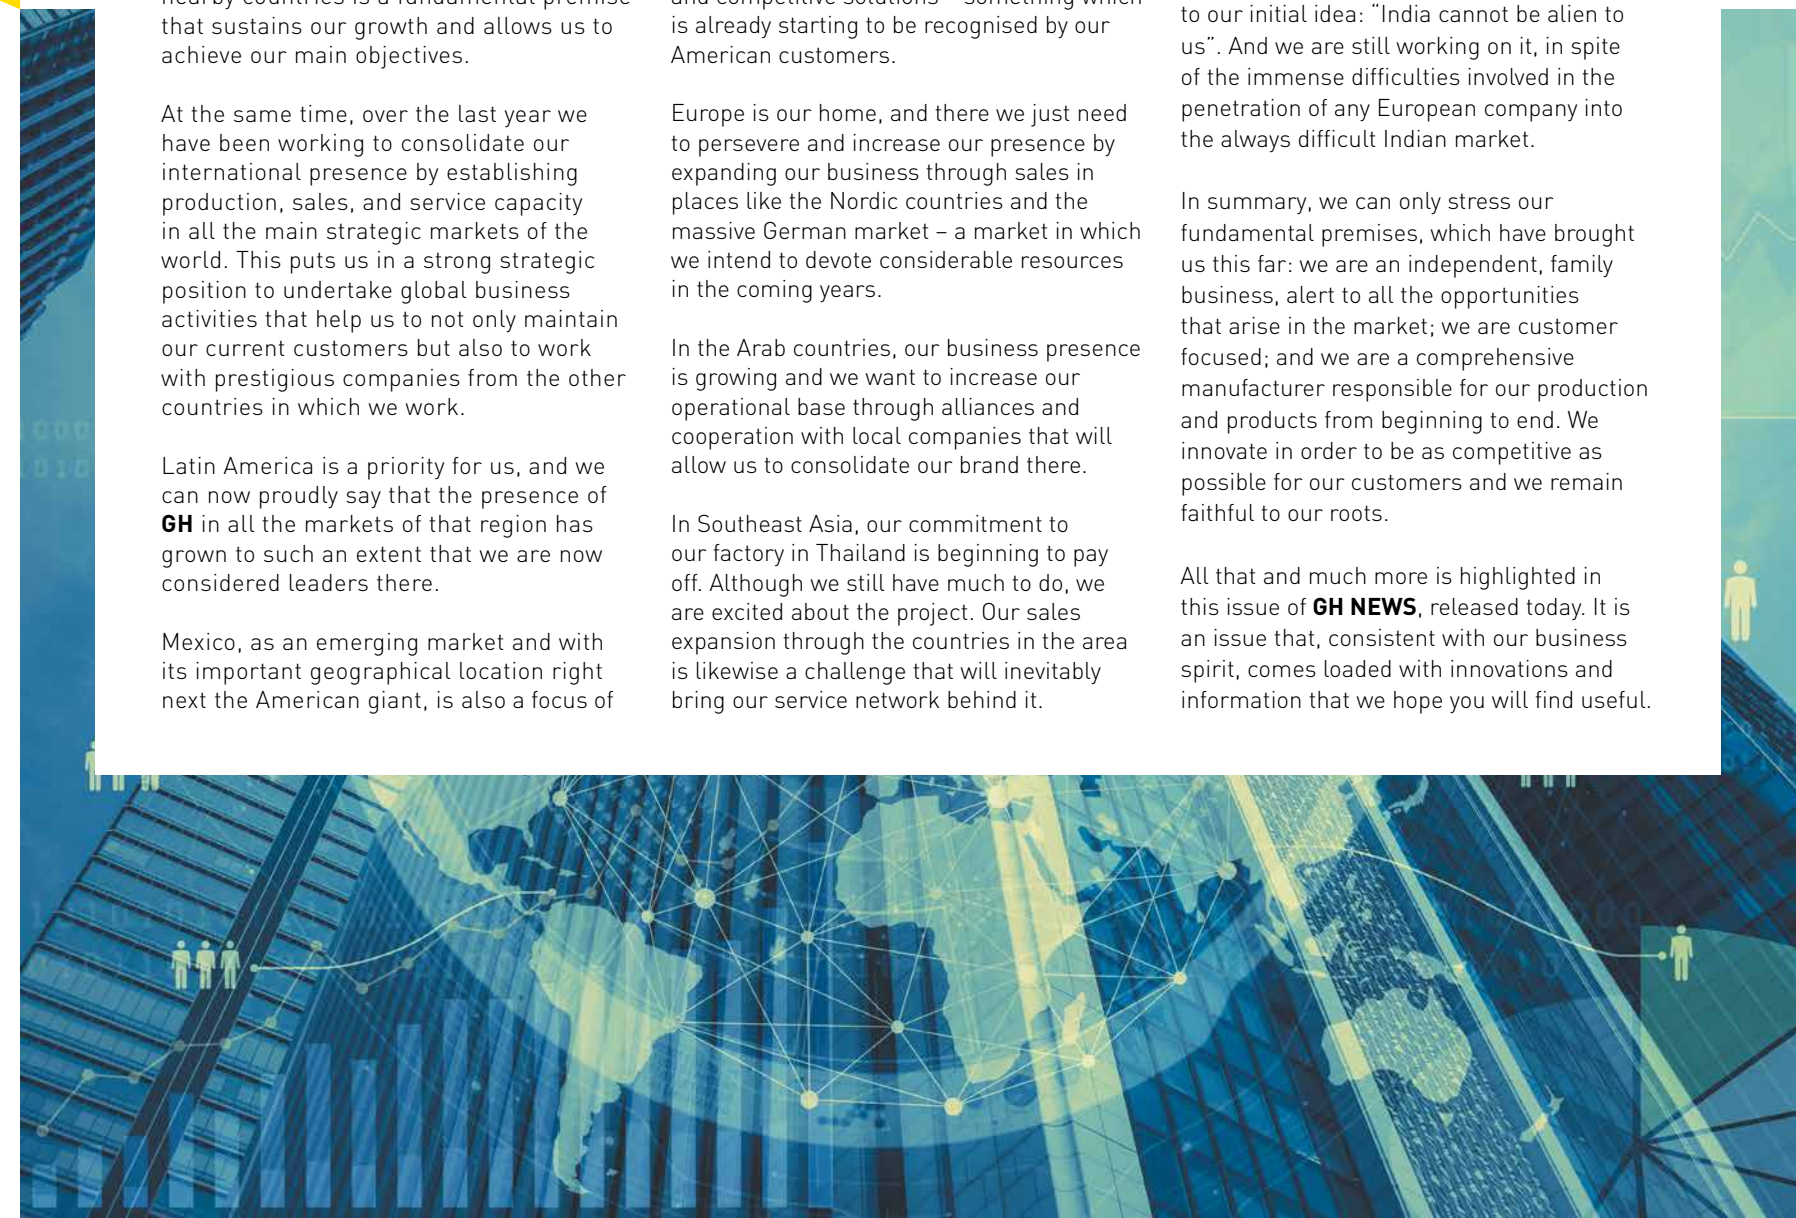 nearby countries is a fundamental premise
that sustains our growth and allows us to
achieve our main objectives.
At the same time, over the last year we
have been working to consolidate our
international presence by establishing
production, sales, and service capacity
in all the main strategic markets of the
world. This puts us in a strong strategic
position to undertake global business
activities that help us to not only maintain
our current customers but also to work
with prestigious companies from the other
countries in which we work.
Latin America is a priority for us, and we
can now proudly say that the presence of
GH in all the markets of that region has
grown to such an extent that we are now
considered leaders there.
Mexico, as an emerging market and with
its important geographical location right
next the American giant, is also a focus of
and competitive solutions – something which
is already starting to be recognised by our
American customers.
Europe is our home, and there we just need
to persevere and increase our presence by
expanding our business through sales in
places like the Nordic countries and the
massive German market – a market in which
we intend to devote considerable resources
in the coming years.
In the Arab countries, our business presence
is growing and we want to increase our
operational base through alliances and
cooperation with local companies that will
allow us to consolidate our brand there.
In Southeast Asia, our commitment to
our factory in Thailand is beginning to pay
off. Although we still have much to do, we
are excited about the project. Our sales
expansion through the countries in the area
is likewise a challenge that will inevitably
bring our service network behind it.
to our initial idea: “India cannot be alien to
us”. And we are still working on it, in spite
of the immense difficulties involved in the
penetration of any European company into
the always difficult Indian market.
In summary, we can only stress our
fundamental premises, which have brought
us this far: we are an independent, family
business, alert to all the opportunities
that arise in the market; we are customer
focused; and we are a comprehensive
manufacturer responsible for our production
and products from beginning to end. We
innovate in order to be as competitive as
possible for our customers and we remain
faithful to our roots.
All that and much more is highlighted in
this issue of GH NEWS, released today. It is
an issue that, consistent with our business
spirit, comes loaded with innovations and
information that we hope you will find useful.